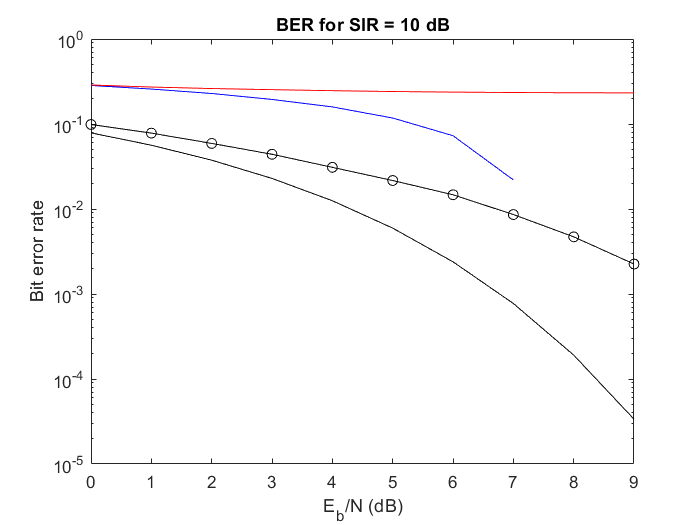 BER for SIR = 10 dB
10^0
10^-1
10^-2
10^-3
10^-4
10^-5
Bit error rate
0 1 2 3 4 5 6 7 8 9
E_b/N (dB)